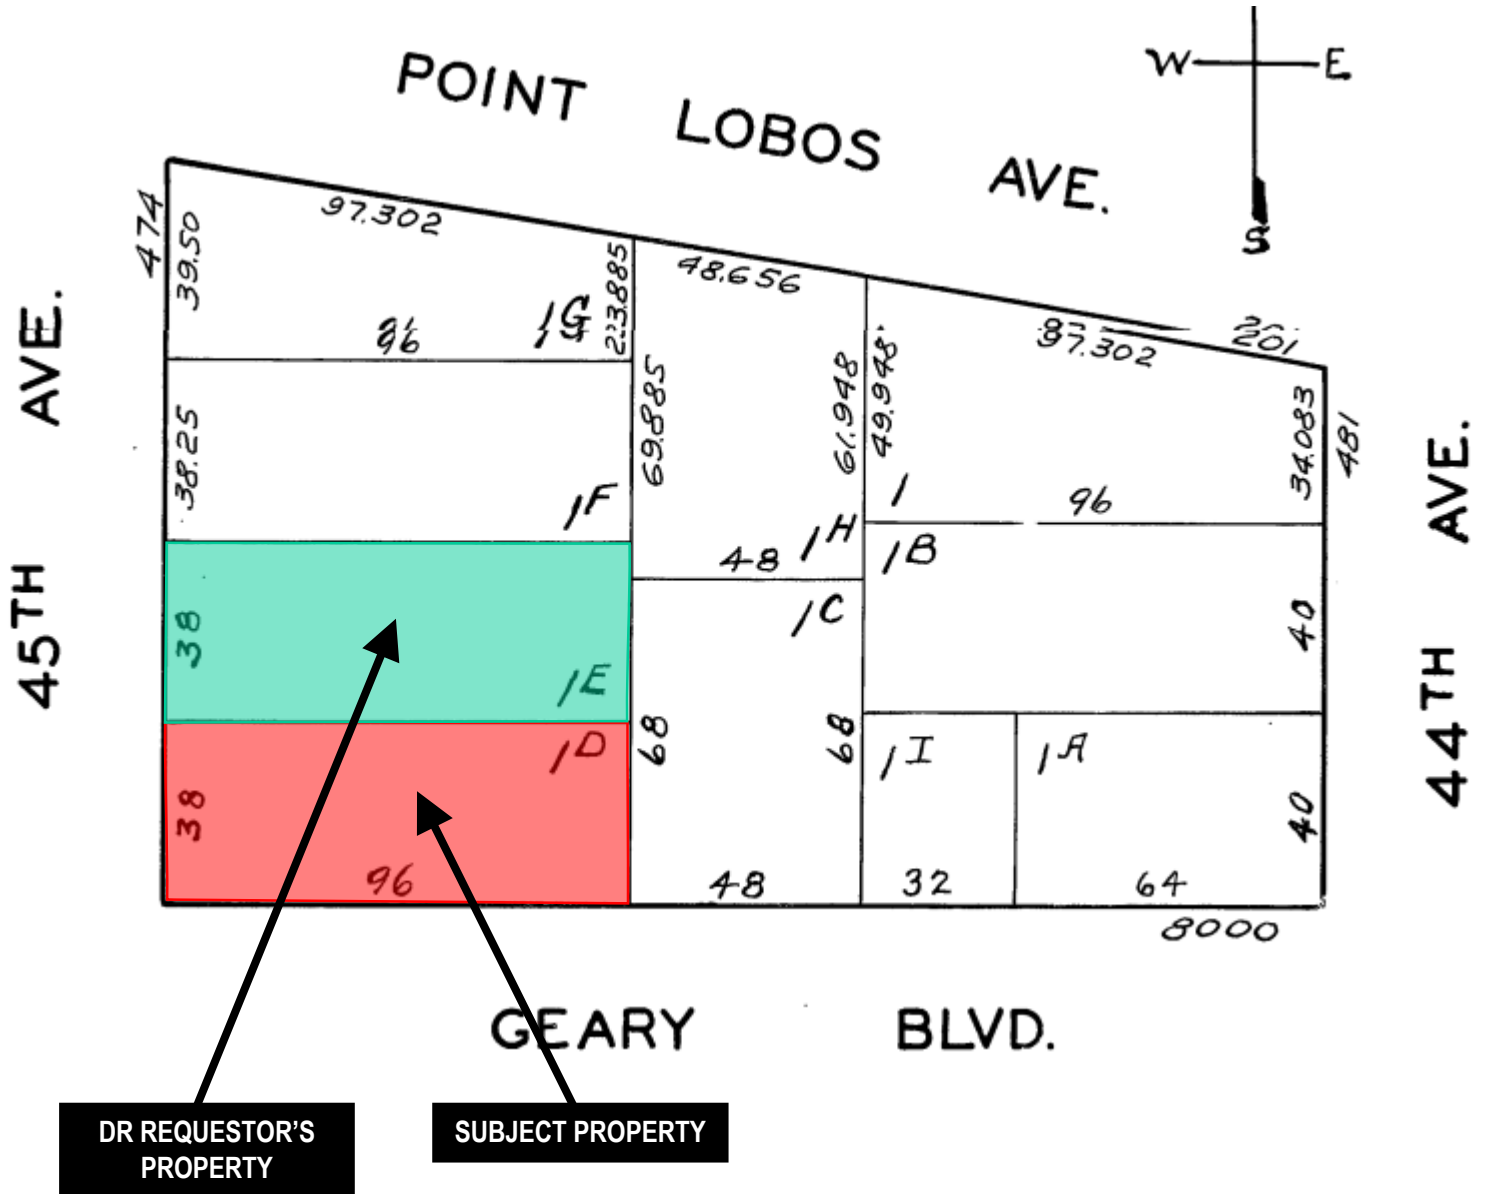 W E
S
POINT LOBOS AVE.
474
39.50
97.302
96
1G
23.885
48.656
97.302
201
45TH AVE.
38.25
1F
69.885
61.948
49.948
34.083
481
44TH AVE.
1
96
48
1H
1B
40
38
1E
1C
38
1D
96
68
68
48
1I
32
1A
64
40
8000
GEARY BLVD.
DR REQUESTOR'S
PROPERTY
SUBJECT PROPERTY